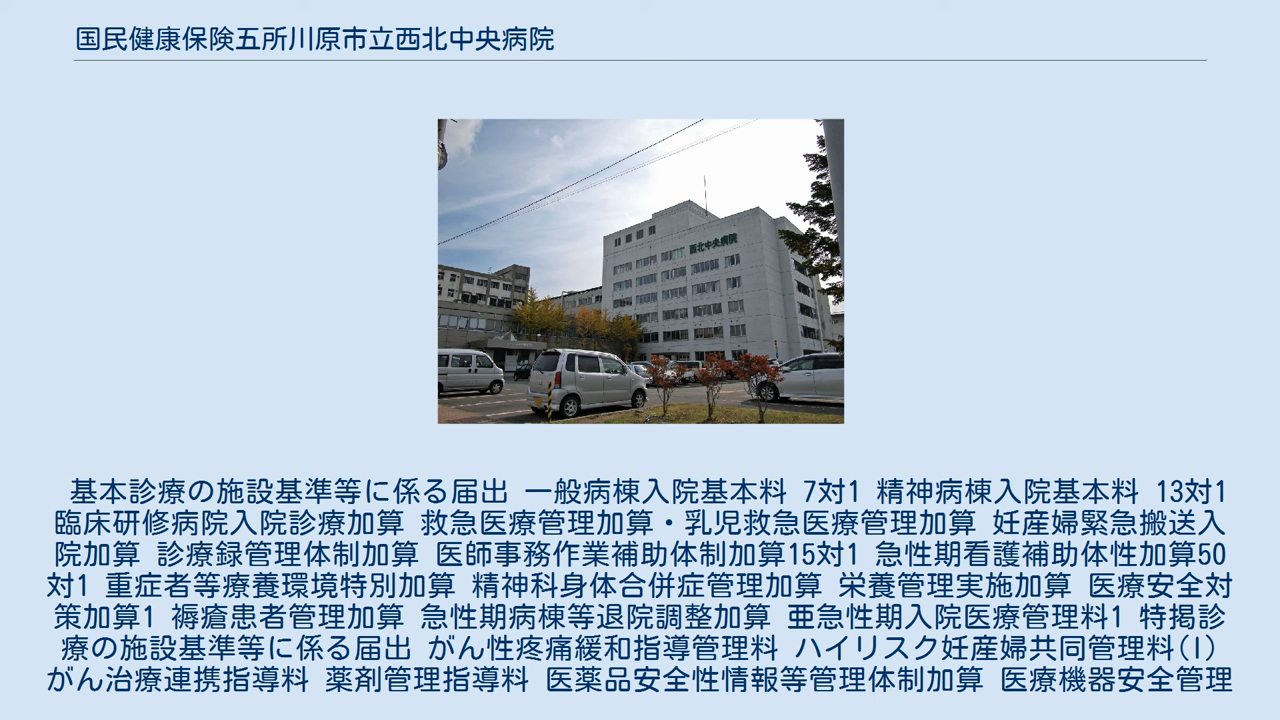 国民健康保険五所川原市立西北中央病院
西北中央病院
基本診療の施設基準等に係る届出 一般病棟入院基本料 7対1 精神病棟入院基本料 13対1
臨床研修病院入院診療加算 救急医療管理加算・乳児救急医療管理加算 妊産婦緊急搬送入
院加算 診療録管理体制加算 医師事務作業補助体制加算15対1 急性期看護補助体性加算50
対1 重症者等療養環境特別加算 精神科身体合併症管理加算 栄養管理実施加算 医療安全対
策加算1 褥瘡患者管理加算 急性期病棟等退院調整加算 亜急性期入院医療管理料1 特掲診
療の施設基準等に係る届出 がん性疼痛緩和指導管理料 ハイリスク妊産婦共同管理料(I)
がん治療連携指導料 薬剤管理指導料 医薬品安全性情報等管理体制加算 医療機器安全管理